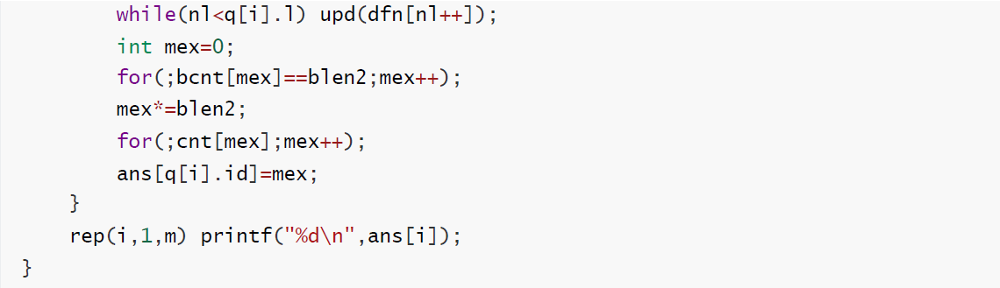 while(nl<q[i].l) upd(dfn[nl++]);
        int mex=0;
        for(;bcnt[mex]==blen2;mex++);
        mex*=blen2;
        for(;cnt[mex];mex++);
        ans[q[i].id]=mex;
    }
    rep(i,1,m) printf("%d\n",ans[i]);
}